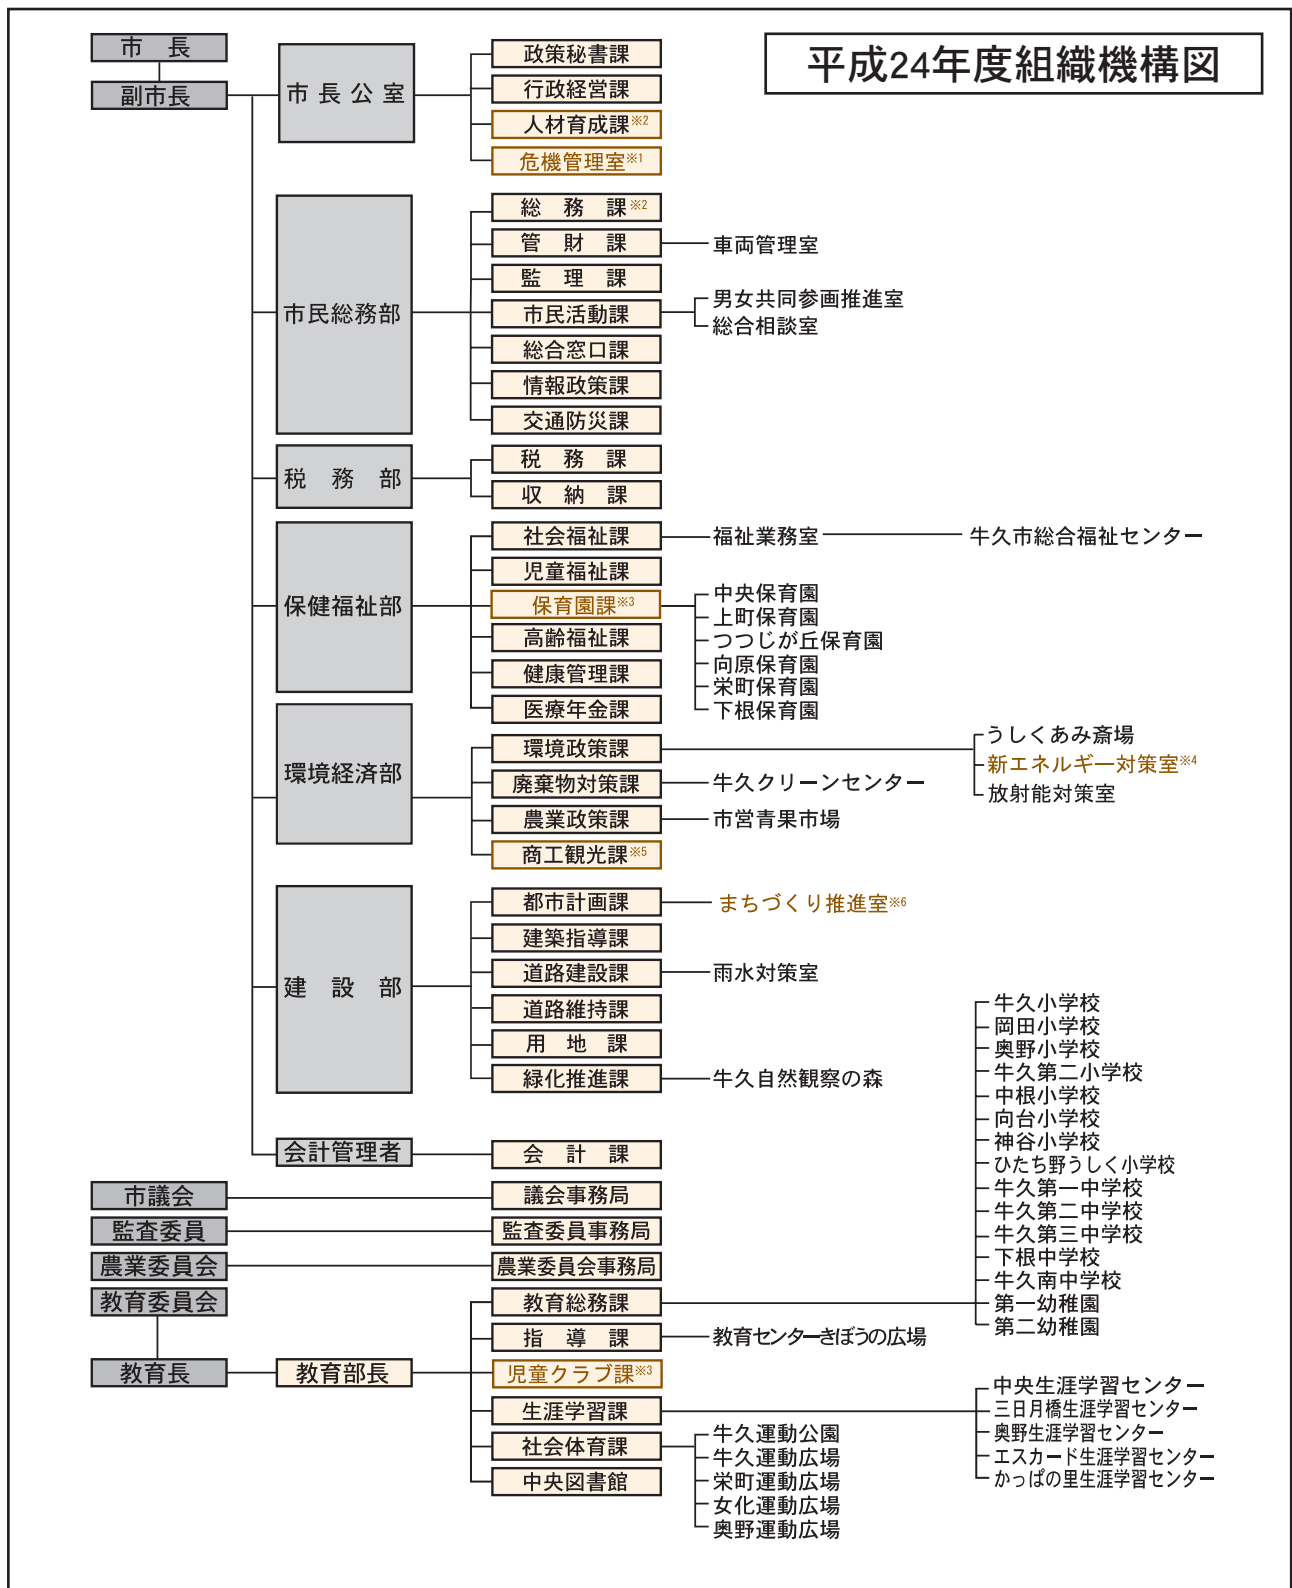 平成24年度組織機構図
市　長
副市長
市長公室
政策秘書課
行政経営課
人材育成課※2
危機管理室※1
市民総務部
総　務　課※2
管　財　課
車両管理室
監　理　課
市民活動課
男女共同参画推進室
総合相談室
総合窓口課
情報政策課
交通防災課
税　務　部
税　務　課
収　納　課
保健福祉部
社会福祉課
福祉業務室
牛久市総合福祉センター
児童福祉課
保育園課※3
中央保育園
上町保育園
つつじが丘保育園
向原保育園
栄町保育園
下根保育園
高齢福祉課
健康管理課
医療年金課
環境経済部
環境政策課
うしくあみ斎場
新エネルギー対策室※4
放射能対策室
廃棄物対策課
牛久クリーンセンター
農業政策課
市営青果市場
商工観光課※5
建　設　部
都市計画課
まちづくり推進室※6
建築指導課
道路建設課
雨水対策室
道路維持課
用　地　課
緑化推進課
牛久自然観察の森
会計管理者
会　計　課
市議会
議会事務局
監査委員
監査委員事務局
農業委員会
農業委員会事務局
教育委員会
教育長
教育部長
教育総務課
牛久小学校
岡田小学校
奥野小学校
牛久第二小学校
中根小学校
向台小学校
神谷小学校
ひたち野うしく小学校
牛久第一中学校
牛久第二中学校
牛久第三中学校
下根中学校
牛久南中学校
第一幼稚園
第二幼稚園
指　導　課
教育センターきぼうの広場
児童クラブ課※3
生涯学習課
中央生涯学習センター
三日月橋生涯学習センター
奥野生涯学習センター
エスカード生涯学習センター
かっぱの里生涯学習センター
社会体育課
牛久運動公園
牛久運動広場
栄町運動広場
女化運動広場
奥野運動広場
中央図書館